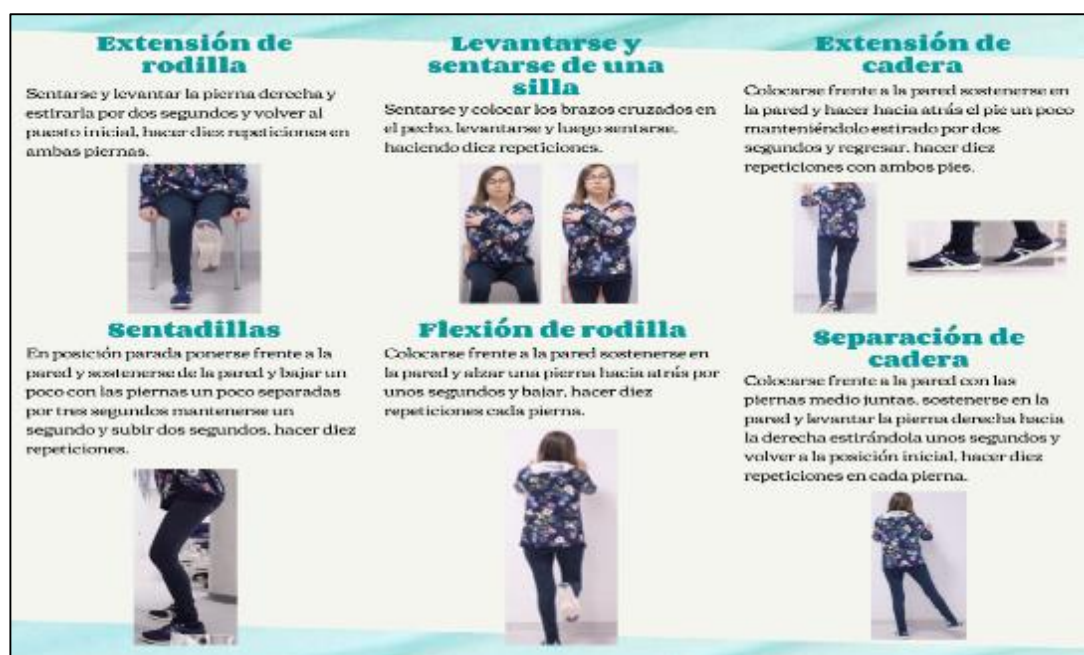 Extensión de
rodilla
Sentarse y levantar la pierna derecha y
estirarla por dos segundos y volver al
puesto inicial, hacer diez repeticiones en
ambas piernas.
Levantarse y
sentarse de una
silla
Sentarse y colocar los brazos cruzados en
el pecho, levantarse y luego sentarse,
haciendo diez repeticiones.
Extensión de
cadera
Colocarse frente a la pared sostenerse en
la pared y hacer hacia atrás el pie un poco
manteniéndolo estirado por dos
segundos y regresar, hacer diez
repeticiones con ambos pies.
Sentadillas
En posición parada ponerse frente a la
pared y sostenerse de la pared y bajar un
poco con las piernas un poco separadas
por tres segundos mantenerse un
segundo y subir dos segundos, hacer diez
repeticiones.
Flexión de rodilla
Colocarse frente a la pared sostenerse en
la pared y alzar una pierna hacia atrás por
unos segundos y bajar, hacer diez
repeticiones cada pierna.
Separación de
cadera
Colocarse frente a la pared con las
piernas medio juntas, sostenerse en la
pared y levantar la pierna derecha hacia
la derecha estirándola unos segundos y
volver a la posición inicial, hacer diez
repeticiones en cada pierna.